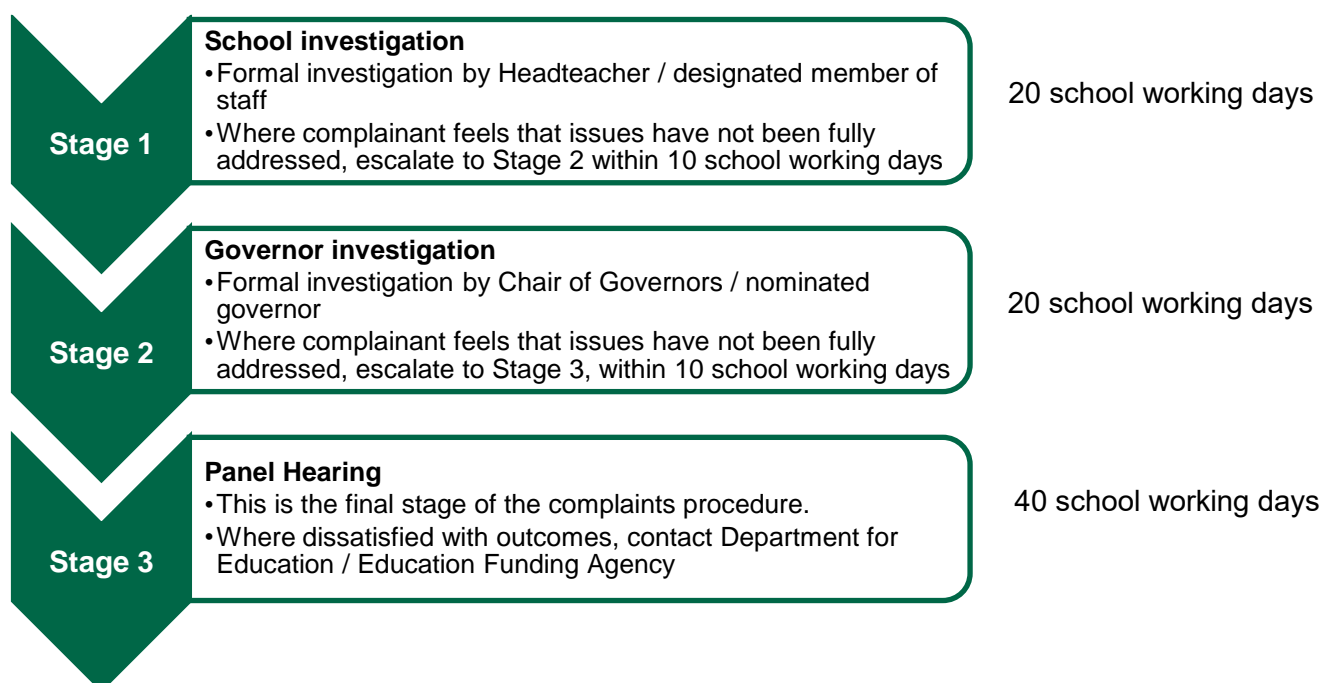 Stage 1
School investigation
•Formal investigation by Headteacher / designated member of
staff
•Where complainant feels that issues have not been fully
addressed, escalate to Stage 2 within 10 school working days
20 school working days
Stage 2
Governor investigation
•Formal investigation by Chair of Governors / nominated
governor
•Where complainant feels that issues have not been fully
addressed, escalate to Stage 3, within 10 school working days
20 school working days
Stage 3
Panel Hearing
•This is the final stage of the complaints procedure.
•Where dissatisfied with outcomes, contact Department for
Education / Education Funding Agency
40 school working days